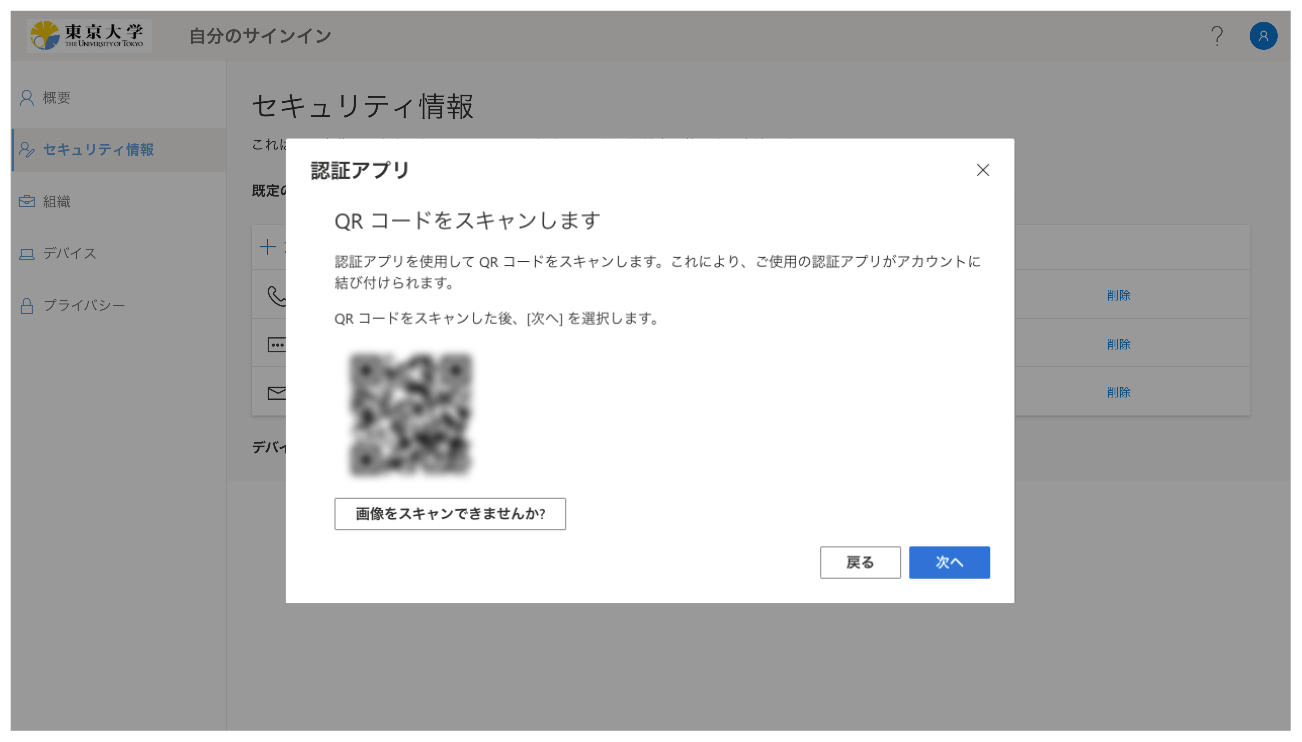 東京大学
THE UNIVERSITY OF TOKYO
自分のサインイン
?
概要
セキュリティ情報
組織
デバイス
プライバシー
セキュリティ情報
これは
既定の
認証アプリ
QR コードをスキャンします
認証アプリを使用して QR コードをスキャンします。これにより、ご使用の認証アプリがアカウントに
結び付けられます。
QR コードをスキャンした後、[次へ] を選択します。
削除
削除
削除
デバイ
画像をスキャンできませんか?
戻る
次へ